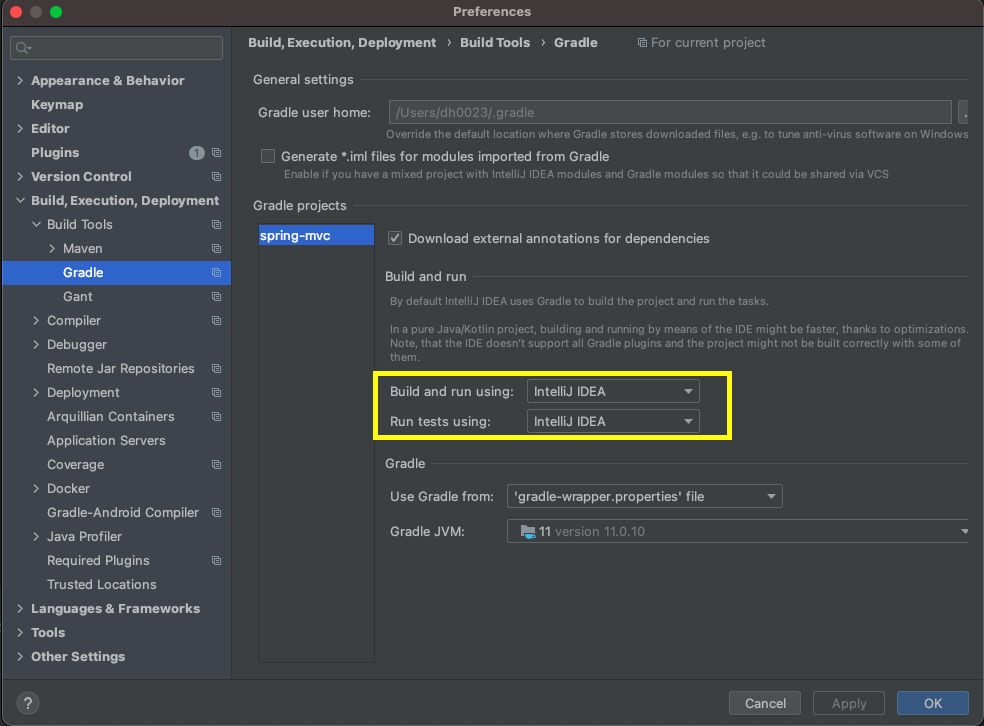 Preferences
Appearance & Behavior
Keymap
Editor
Plugins 1
Version Control
Build, Execution, Deployment
Build Tools
Maven
Gradle
Gant
Compiler
Debugger
Remote Jar Repositories
Deployment
Arquillian Containers
Application Servers
Coverage
Docker
Gradle-Android Compiler
Java Profiler
Required Plugins
Trusted Locations
Languages & Frameworks
Tools
Other Settings
Build, Execution, Deployment › Build Tools › Gradle For current project
General settings
Gradle user home: /Users/dh0023/.gradle .
Override the default location where Gradle stores downloaded files, e.g. to tune anti-virus software on Windows
Generate *.iml files for modules imported from Gradle
Enable if you have a mixed project with IntelliJ IDEA modules and Gradle modules so that it could be shared via VCS
Gradle projects
spring-mvc
Download external annotations for dependencies
Build and run
By default IntelliJ IDEA uses Gradle to build the project and run the tasks.
In a pure Java/Kotlin project, building and running by means of the IDE might be faster, thanks to optimizations.
Note, that the IDE doesn't support all Gradle plugins and the project might not be built correctly with some of
them.
Build and run using: IntelliJ IDEA
Run tests using: IntelliJ IDEA
Gradle
Use Gradle from: 'gradle-wrapper.properties' file
Gradle JVM: 11 version 11.0.10
?
Cancel
Apply
OK